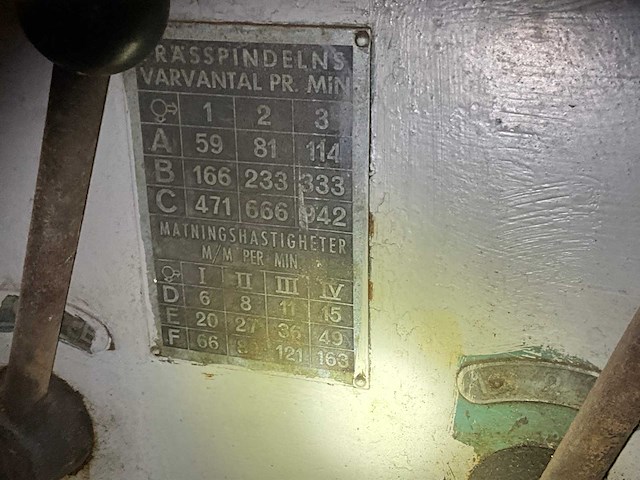 RÄSSPINDELNS
VARVANTAL PR. MIN
1 2 3
A 59 81 114
B 166 233 333
C 471 666 942
MATNINGSHASTIGHETER
M/M PER MIN
I II III IV
D 6 8 11 15
E 20 27 36 49
F 66 121 163
2